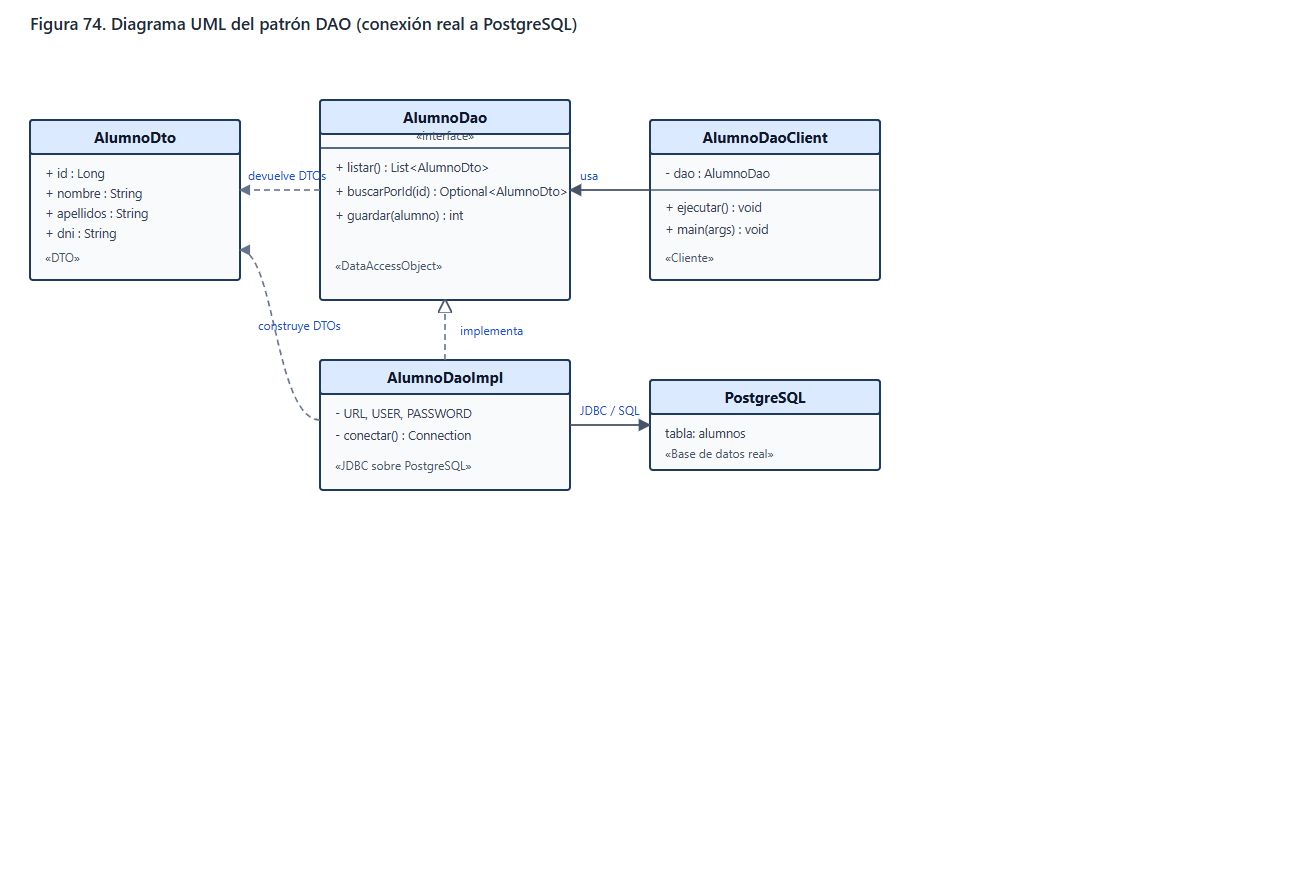 Figura 74. Diagrama UML del patrón DAO (conexión real a PostgreSQL)
AlumnoDto
+ id : Long
+ nombre : String
+ apellidos : String
+ dni : String
«DTO»
devuelve DTOs
AlumnoDao
«interface»
+ listar() : List<AlumnoDto>
+ buscarPorId(id) : Optional<AlumnoDto>
+ guardar(alumno) : int
«DataAccessObject»
usa
AlumnoDaoClient
- dao : AlumnoDao
+ ejecutar() : void
+ main(args) : void
«Cliente»
construye DTOs
implementa
AlumnoDaoImpl
- URL, USER, PASSWORD
- conectar() : Connection
«JDBC sobre PostgreSQL»
JDBC / SQL
PostgreSQL
tabla: alumnos
«Base de datos real»